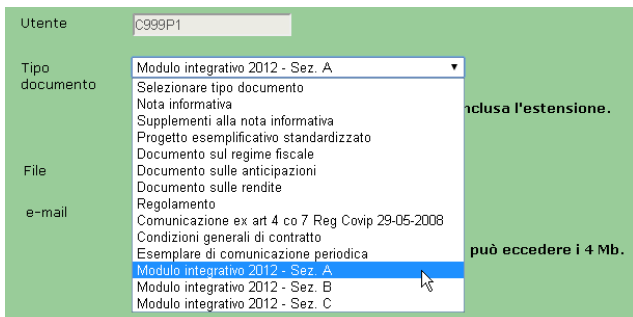 Utente C999P1
Tipo documento Modulo integrativo 2012 - Sez. A
Selezionare tipo documento
Nota informativa
nclusa l'estensione.
Supplementi alla nota informativa
Progetto esemplificativo standardizzato
Documento sul regime fiscale
File
Documento sulle anticipazioni
Documento sulle rendite
Regolamento
e-mail
Comunicazione ex art 4 co 7 Reg Covip 29-05-2008
Condizioni generali di contratto
Esemplare di comunicazione periodica
può eccedere i 4 Mb.
Modulo integrativo 2012 - Sez. A
Modulo integrativo 2012 - Sez. B
Modulo integrativo 2012 - Sez. C